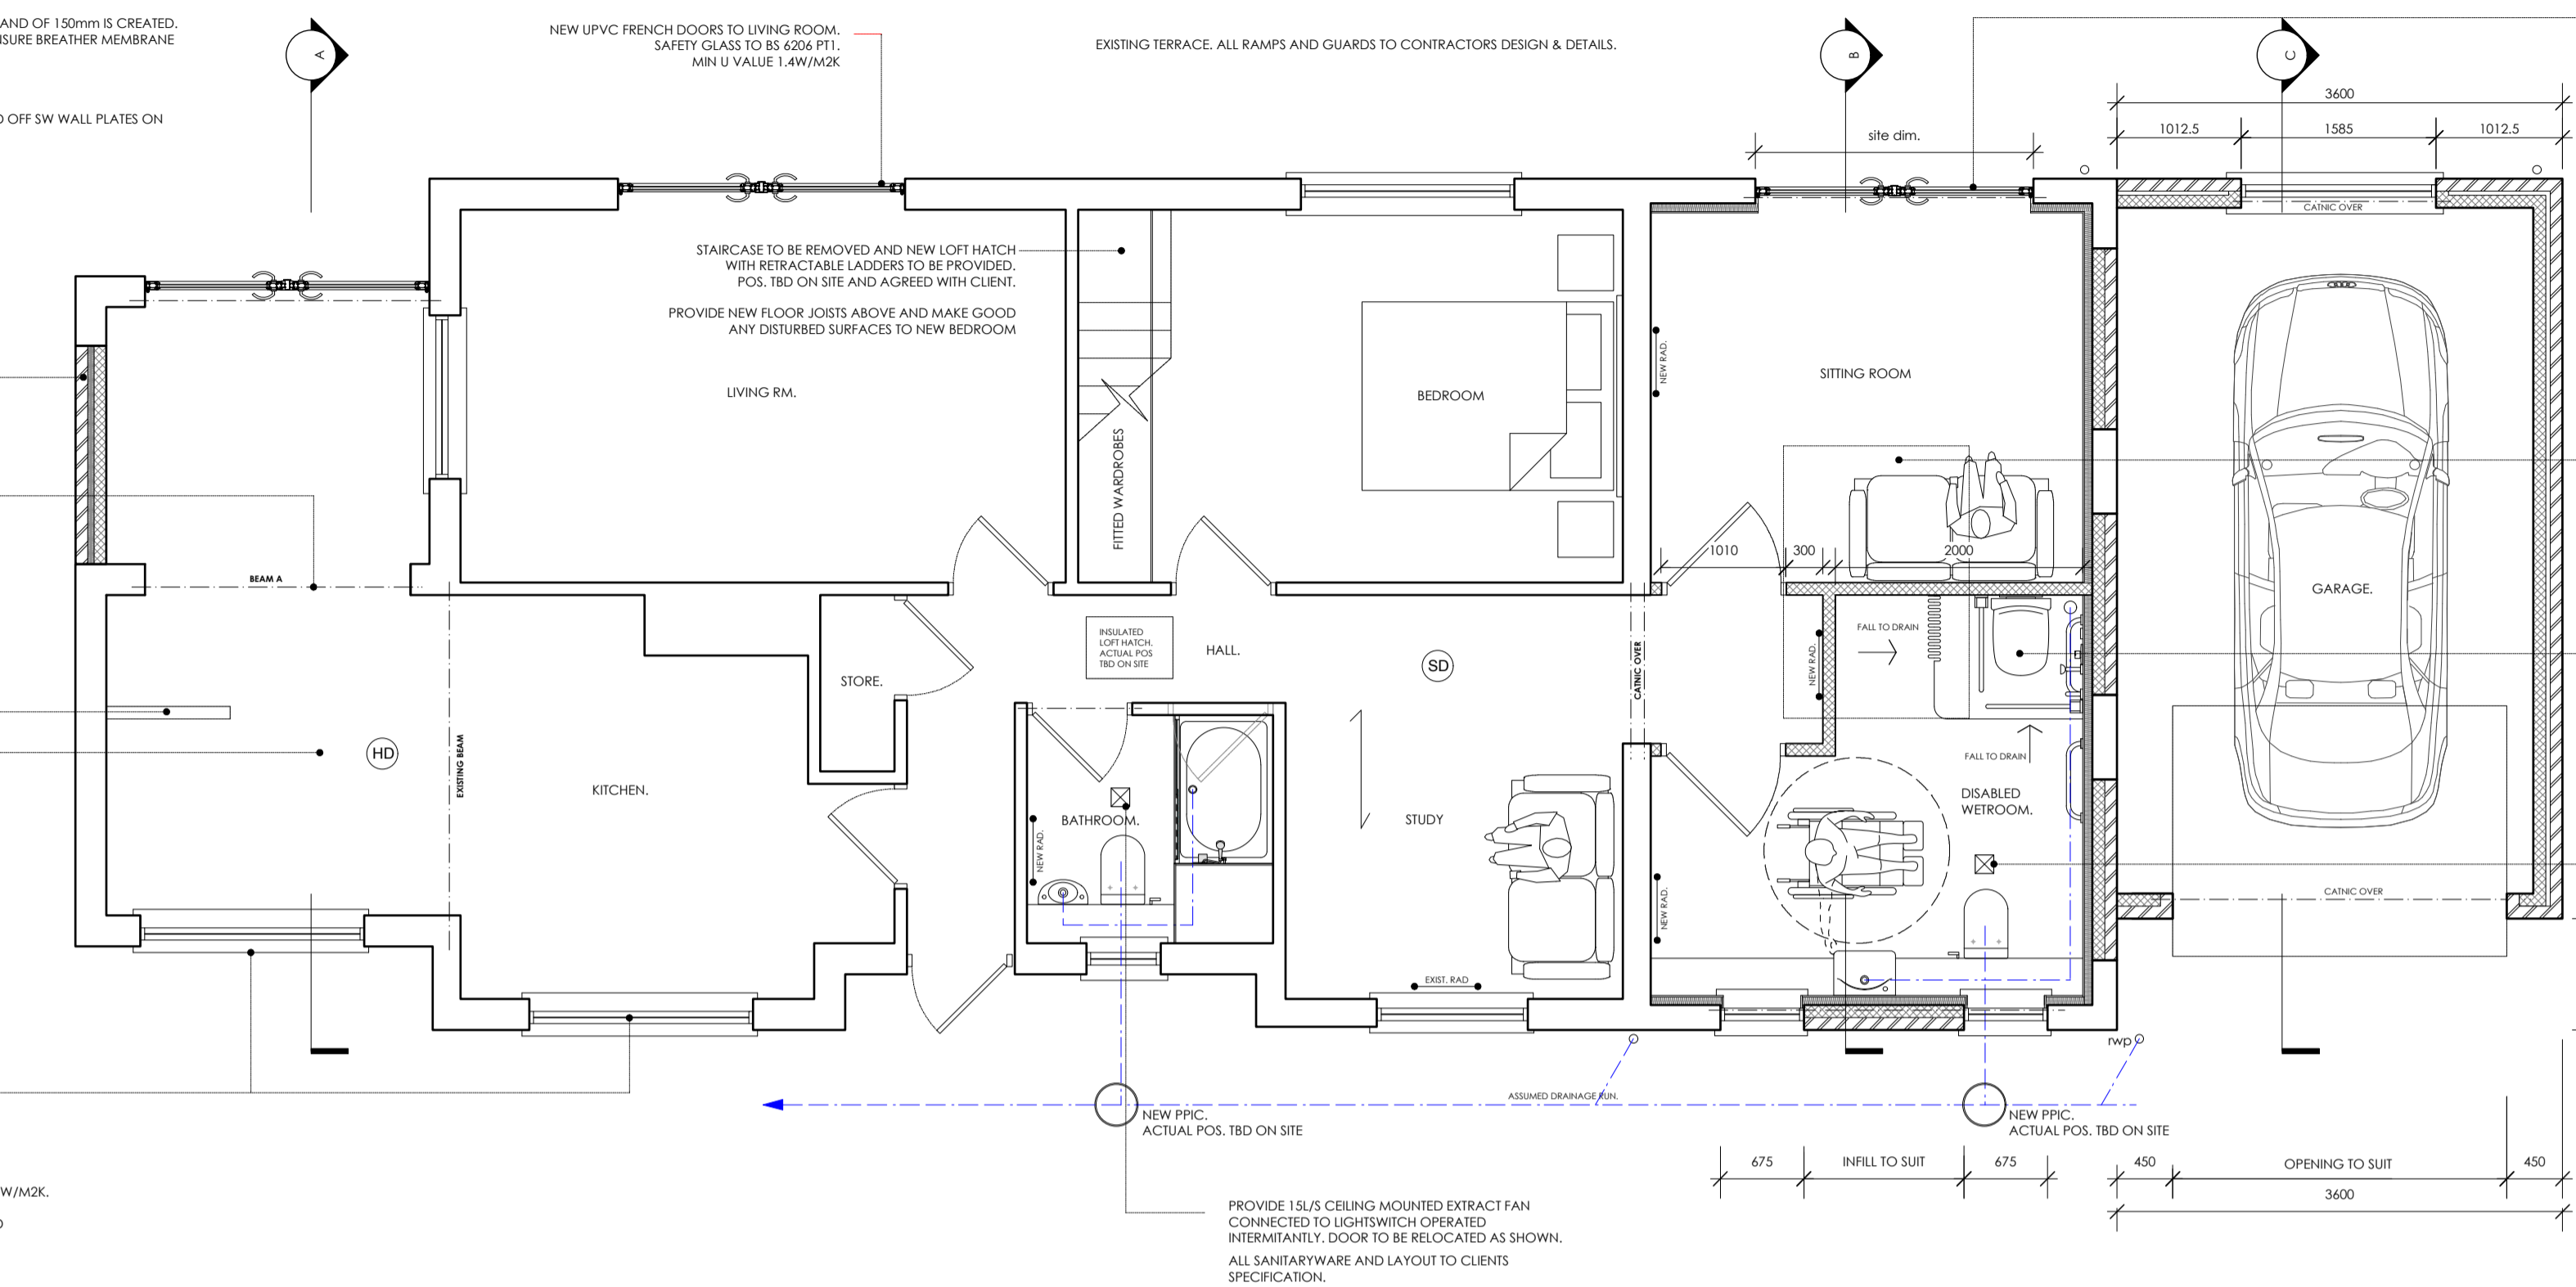 AND OF 150mm IS CREATED.
SURE BREATHER MEMBRANE
OFF SW WALL PLATES ON
A
NEW UPVC FRENCH DOORS TO LIVING ROOM.
SAFETY GLASS TO BS 6206 PT1.
MIN U VALUE 1.4W/M2K
EXISTING TERRACE. ALL RAMPS AND GUARDS TO CONTRACTORS DESIGN & DETAILS.
B
C
3600
1012.5
1585
1012.5
site dim.
CATNIC OVER
STAIRCASE TO BE REMOVED AND NEW LOFT HATCH
WITH RETRACTABLE LADDERS TO BE PROVIDED.
POS. TBD ON SITE AND AGREED WITH CLIENT.
PROVIDE NEW FLOOR JOISTS ABOVE AND MAKE GOOD
ANY DISTURBED SURFACES TO NEW BEDROOM
LIVING RM.
FITTED WARDROBES
BEDROOM
NEW RAD.
SITTING ROOM
1010
300
2000
GARAGE.
BEAM A
EXISTING BEAM
HD
KITCHEN.
STORE.
INSULATED
LOFT HATCH.
ACTUAL POS
TBD ON SITE
HALL.
SD
CATNIC OVER
NEW RAD.
FALL TO DRAIN
FALL TO DRAIN
DISABLED
WETROOM.
BATHROOM.
NEW RAD.
STUDY
EXIST. RAD
NEW RAD.
CATNIC OVER
rwp
ASSUMED DRAINAGE RUN.
NEW PPIC.
ACTUAL POS. TBD ON SITE
NEW PPIC.
ACTUAL POS. TBD ON SITE
675
INFILL TO SUIT
675
450
OPENING TO SUIT
450
3600
W/M2K.
PROVIDE 15L/S CEILING MOUNTED EXTRACT FAN
CONNECTED TO LIGHTSWITCH OPERATED
INTERMITANTLY. DOOR TO BE RELOCATED AS SHOWN.
ALL SANITARYWARE AND LAYOUT TO CLIENTS
SPECIFICATION.